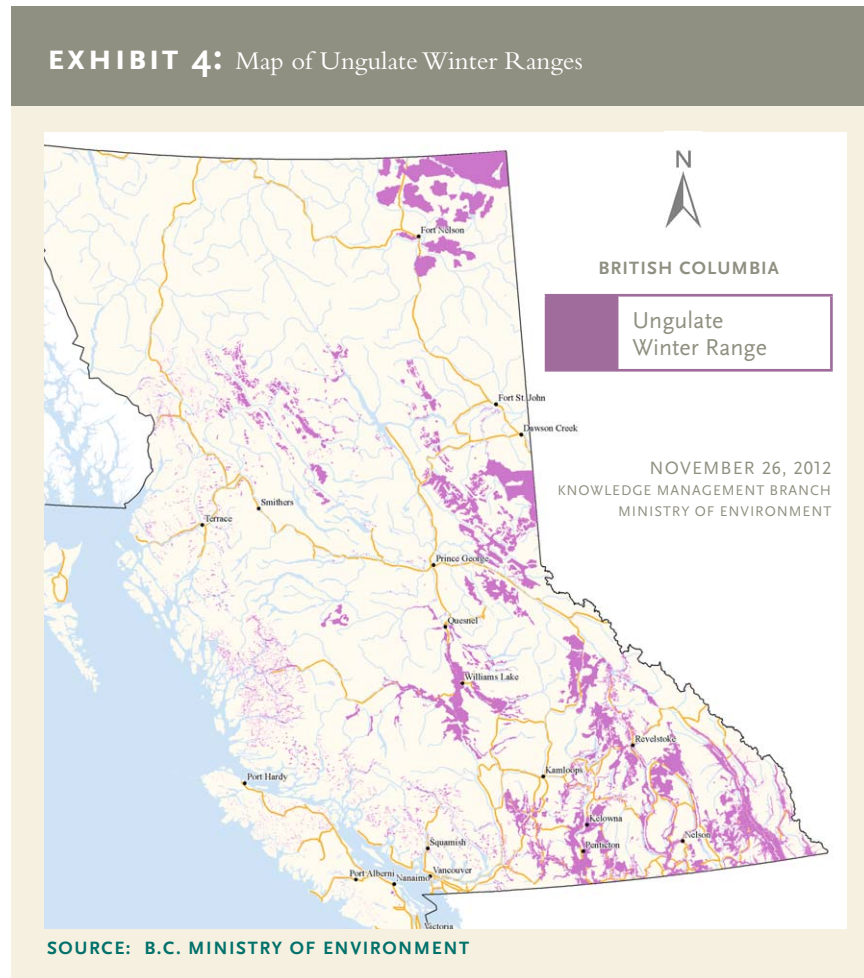 EXHIBIT 4: Map of Ungulate Winter Ranges
N
BRITISH COLUMBIA
Ungulate
Winter Range
NOVEMBER 26, 2012
KNOWLEDGE MANAGEMENT BRANCH
MINISTRY OF ENVIRONMENT
Fort Nelson
Fort St. John
Dawson Creek
Smithers
Terrace
Prince George
Quesnel
Williams Lake
Revelstoke
Kamloops
Port Hardy
Kelowna
Nelson
Penticton
Squamish
Port Alberni
Nanaimo
Vancouver
Victoria
SOURCE: B.C. MINISTRY OF ENVIRONMENT